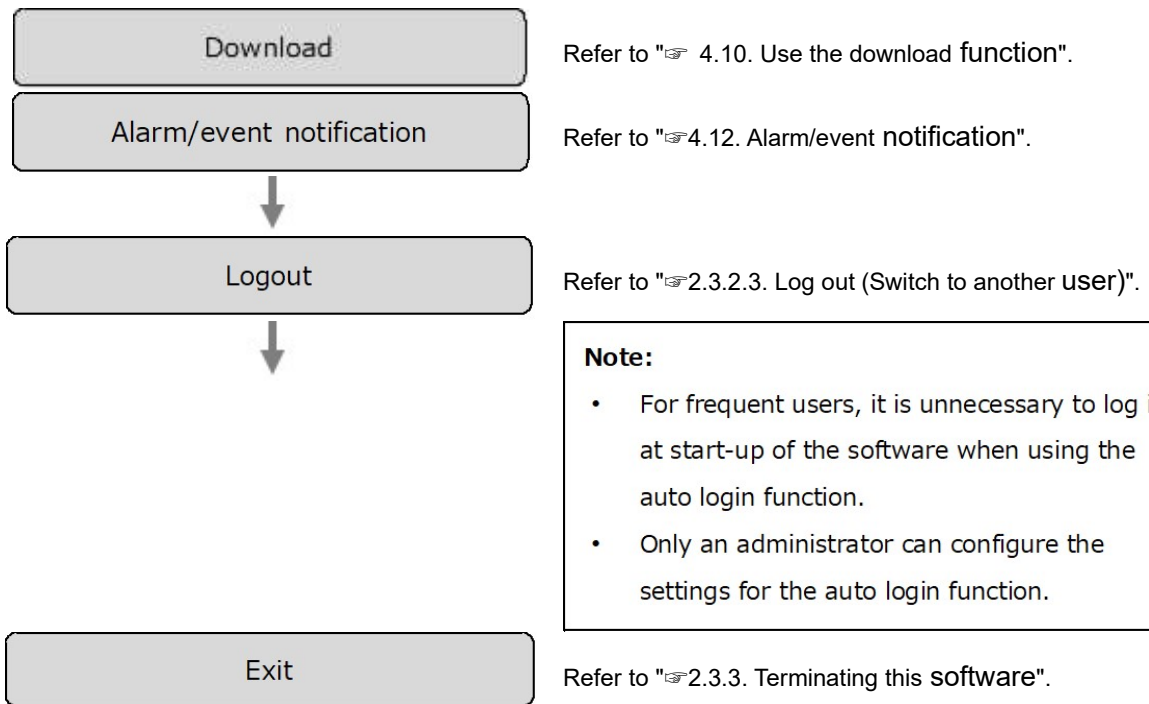 Download
Refer to "☞ 4.10. Use the download function".
Alarm/event notification
Refer to "☞4.12. Alarm/event notification".
Logout
Refer to "☞2.3.2.3. Log out (Switch to another user)".
Note:
• For frequent users, it is unnecessary to log
at start-up of the software when using the
auto login function.
• Only an administrator can configure the
settings for the auto login function.
Exit
Refer to "☞2.3.3. Terminating this software".